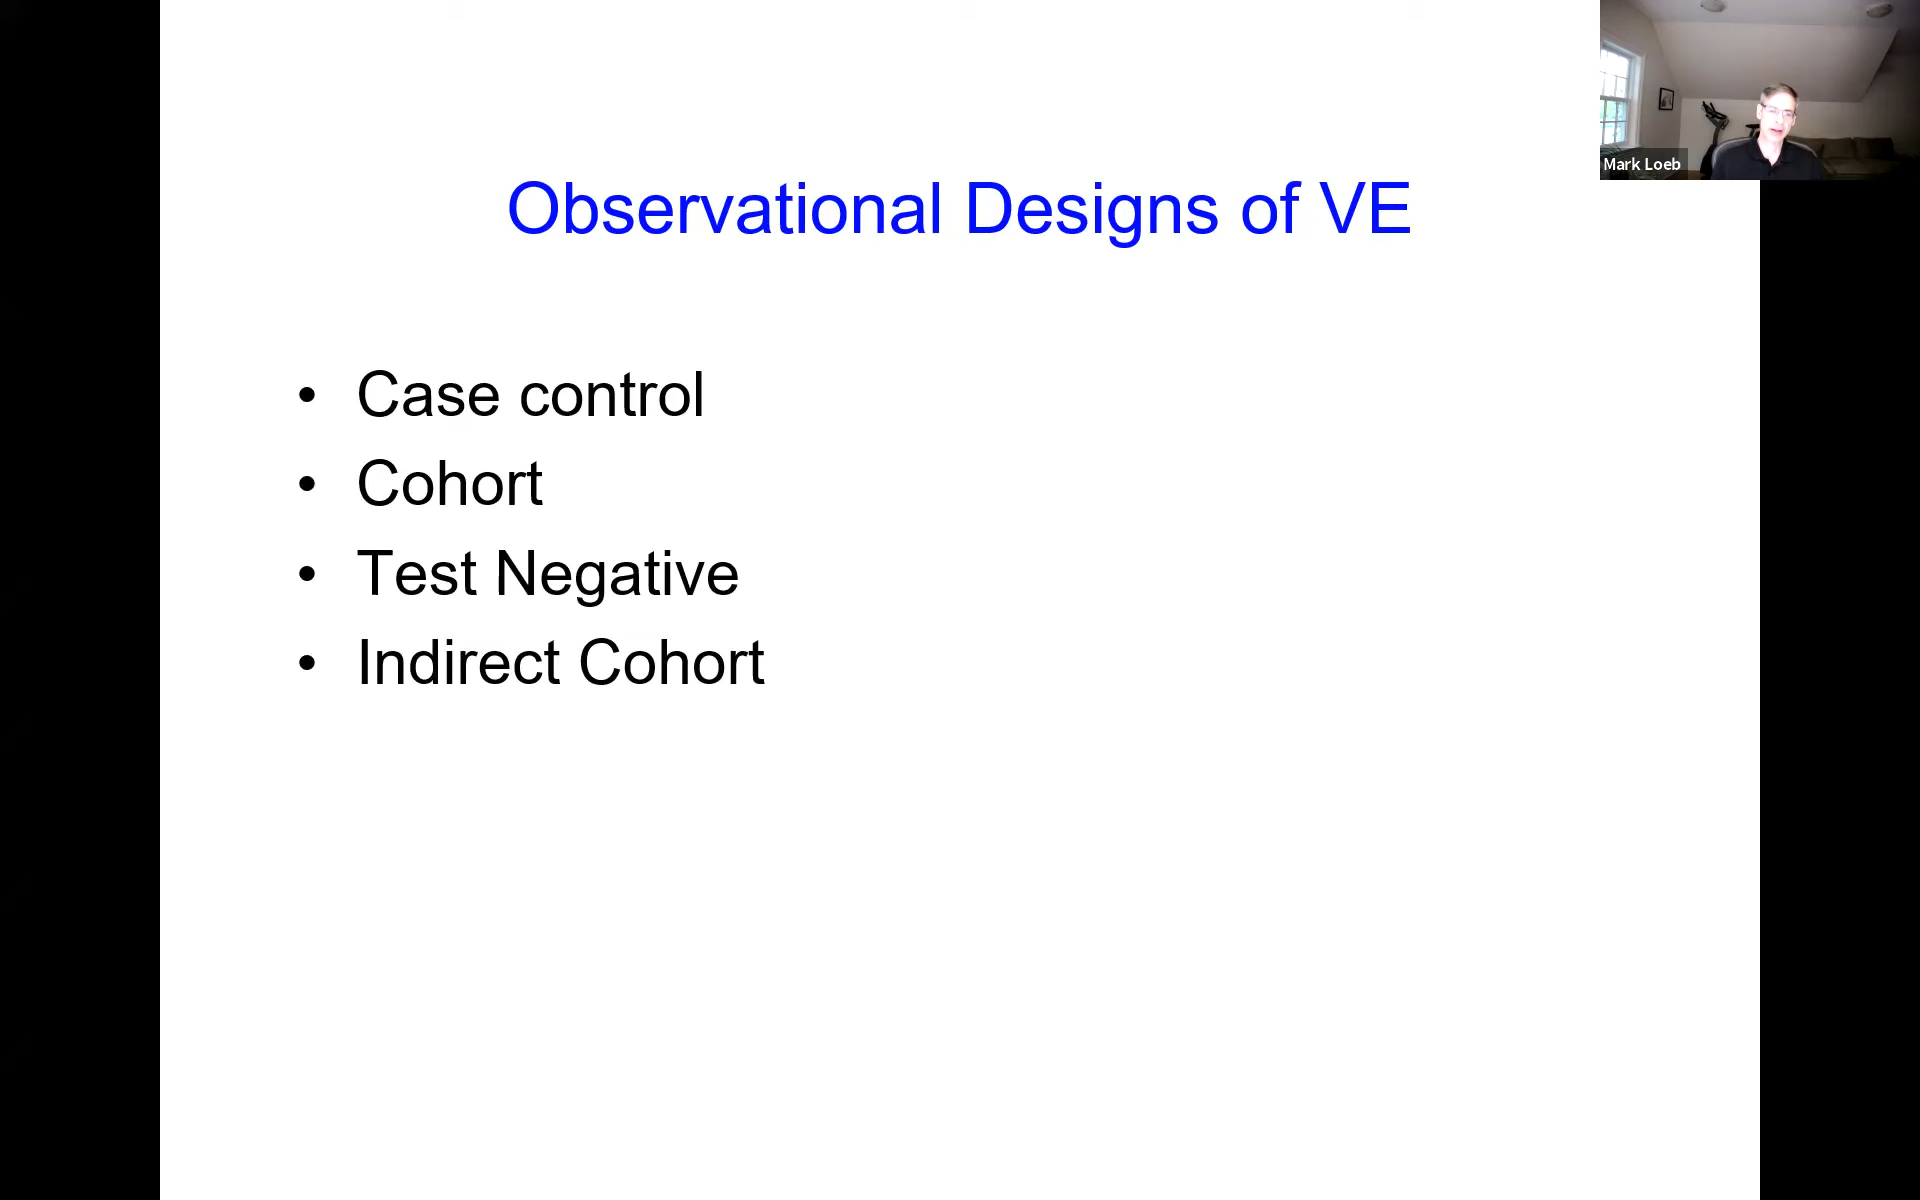 Mark Loeb
Observational Designs of VE
• Case control
• Cohort
• Test Negative
• Indirect Cohort